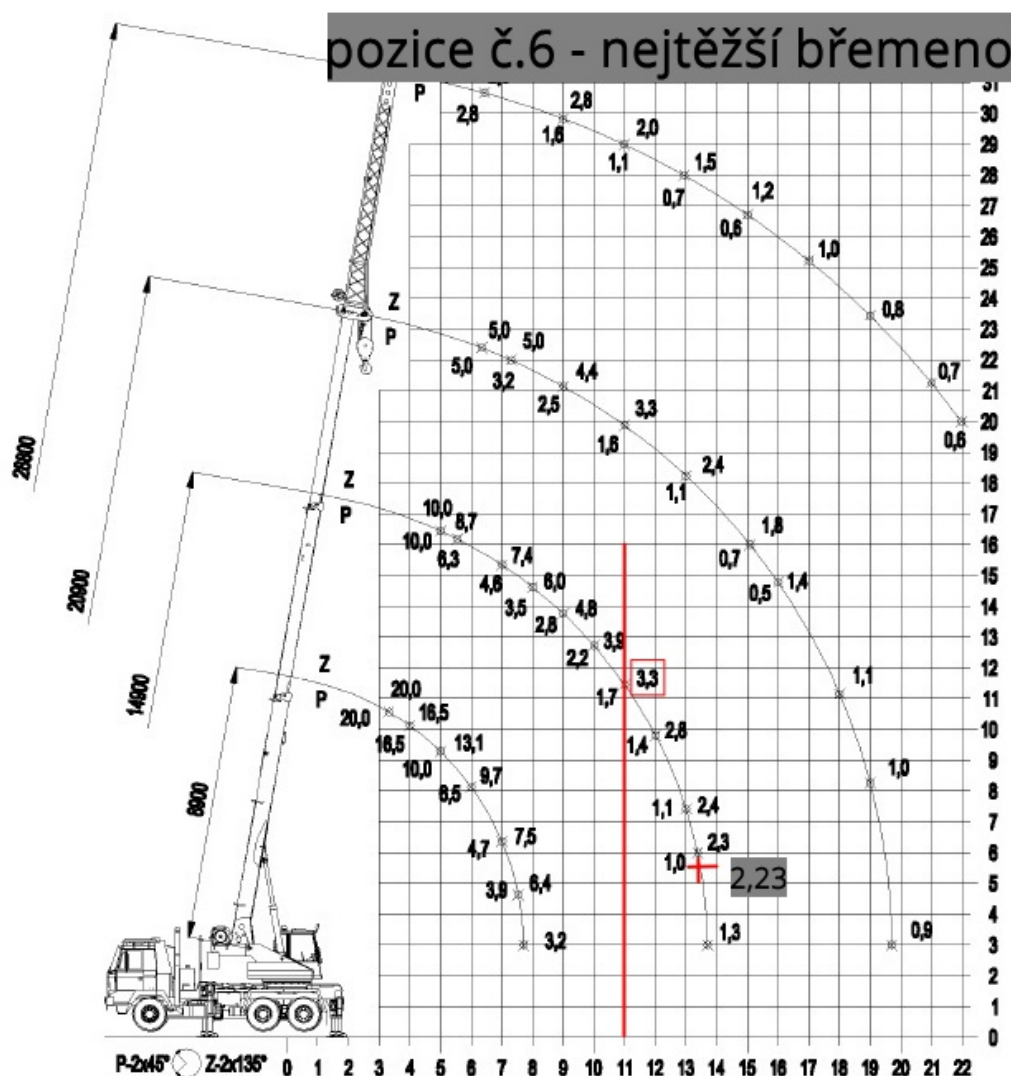 pozice č.6 - nejtěžší břemeno
31
P
2,8
2,8 30
1,6
2,0 29
1,1
1,5 28
0,7
1,2 27
0,6
26
1,0 25
24
Z 0,8 23
P
5,0
5,0 5,0 22
3,2
4,4 0,7 21
2,5
3,3 20
1,6 0,6
28800
19
2,4 18
1,1
Z
P 17
10,0
10,0 8,7 1,8 16
6,3
7,4 0,7 15
4,6
20900
6,0 1,4
3,5 0,5 14
4,8
2,8 13
3,9
2,2 12
Z 3,3
P 1,7 1,1 11
14900
20,0
20,0 16,5 2,8 10
16,5 13,1 1,4
10,0 9
9,7 1,0 8
8,5
8900
1,1 2,4 7
7,5
4,7 2,3 6
1,0
2,23 5
3,9 6,4 4
3,2 1,3 0,9 3
2
1
0
P-2x45° Z-2x135° 0 1 2 3 4 5 6 7 8 9 10 11 12 13 14 15 16 17 18 19 20 21 22